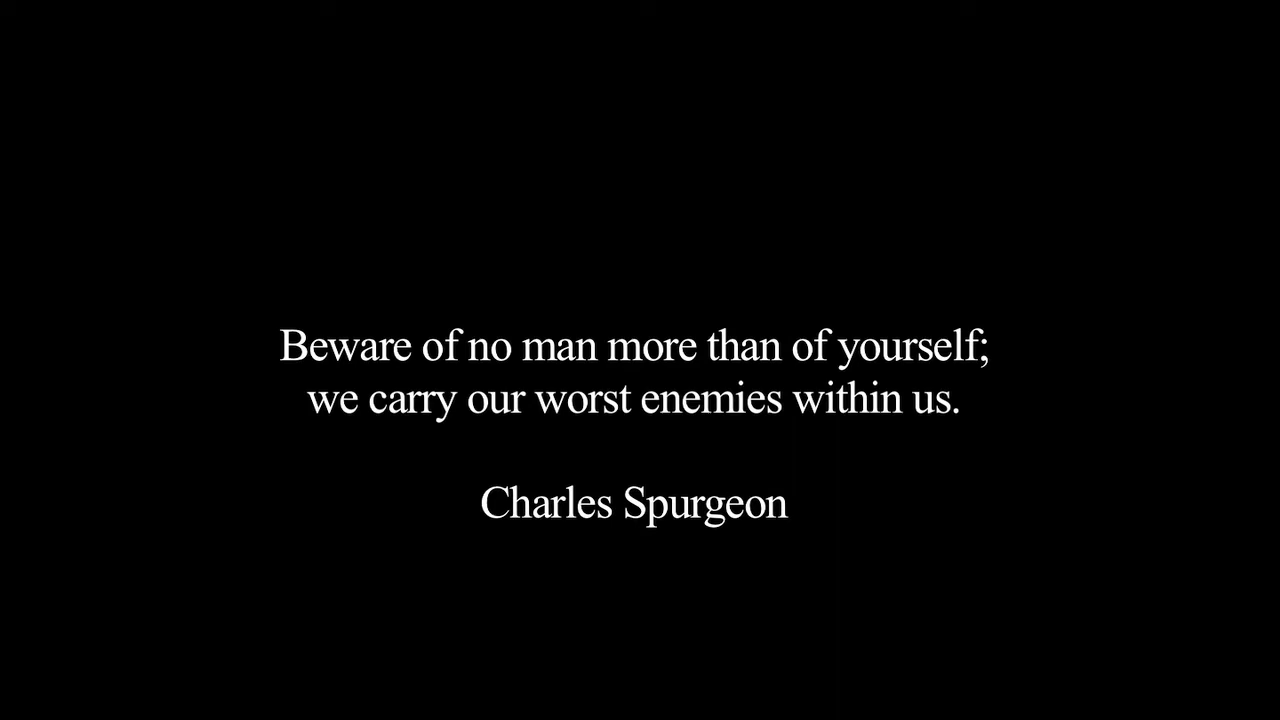 Beware of no man more than of yourself;
we carry our worst enemies within us.
Charles Spurgeon